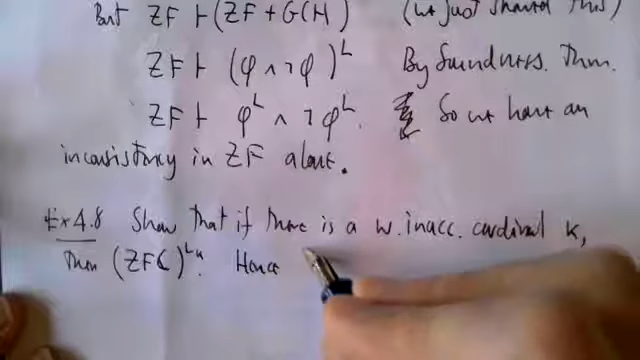 But ZF ⊢ (ZF + GCH) (we just showed this)
ZF ⊢ (φ ∧ ¬φ)^L By Soundness. Thm.
ZF ⊢ φ^L ∧ ¬φ^L. So we have an
inconsistency in ZF alone.
Ex 4.8 Show that if there is a w. inacc. cardinal κ,
then (ZFC)^Lκ. Hence